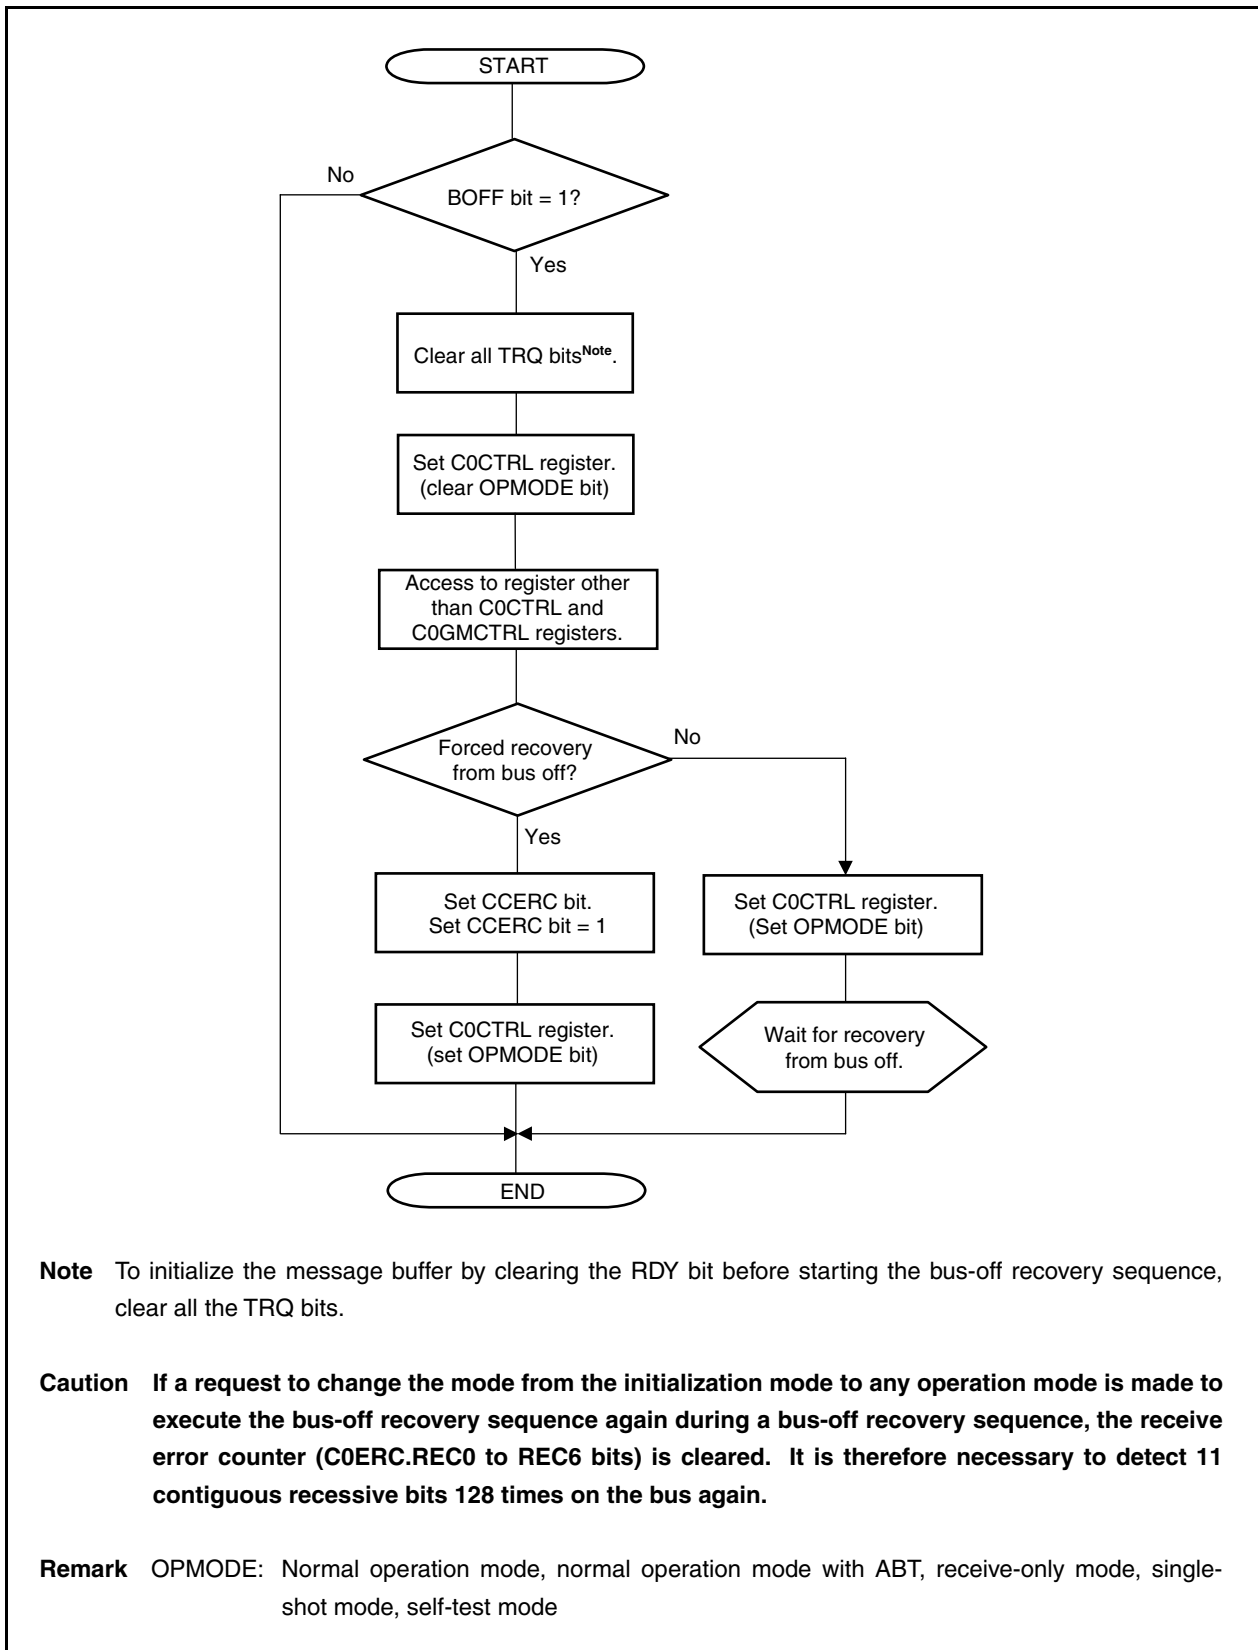 START
No
BOFF bit = 1?
Yes
Clear all TRQ bitsNote.
Set C0CTRL register.
(clear OPMODE bit)
Access to register other
than C0CTRL and
C0GMCTRL registers.
Forced recovery
from bus off?
No
Yes
Set CCERC bit.
Set CCERC bit = 1
Set C0CTRL register.
(Set OPMODE bit)
Set C0CTRL register.
(set OPMODE bit)
Wait for recovery
from bus off.
END
Note To initialize the message buffer by clearing the RDY bit before starting the bus-off recovery sequence,
clear all the TRQ bits.
Caution If a request to change the mode from the initialization mode to any operation mode is made to
execute the bus-off recovery sequence again during a bus-off recovery sequence, the receive
error counter (C0ERC.REC0 to REC6 bits) is cleared. It is therefore necessary to detect 11
contiguous recessive bits 128 times on the bus again.
Remark OPMODE: Normal operation mode, normal operation mode with ABT, receive-only mode, single-
shot mode, self-test mode